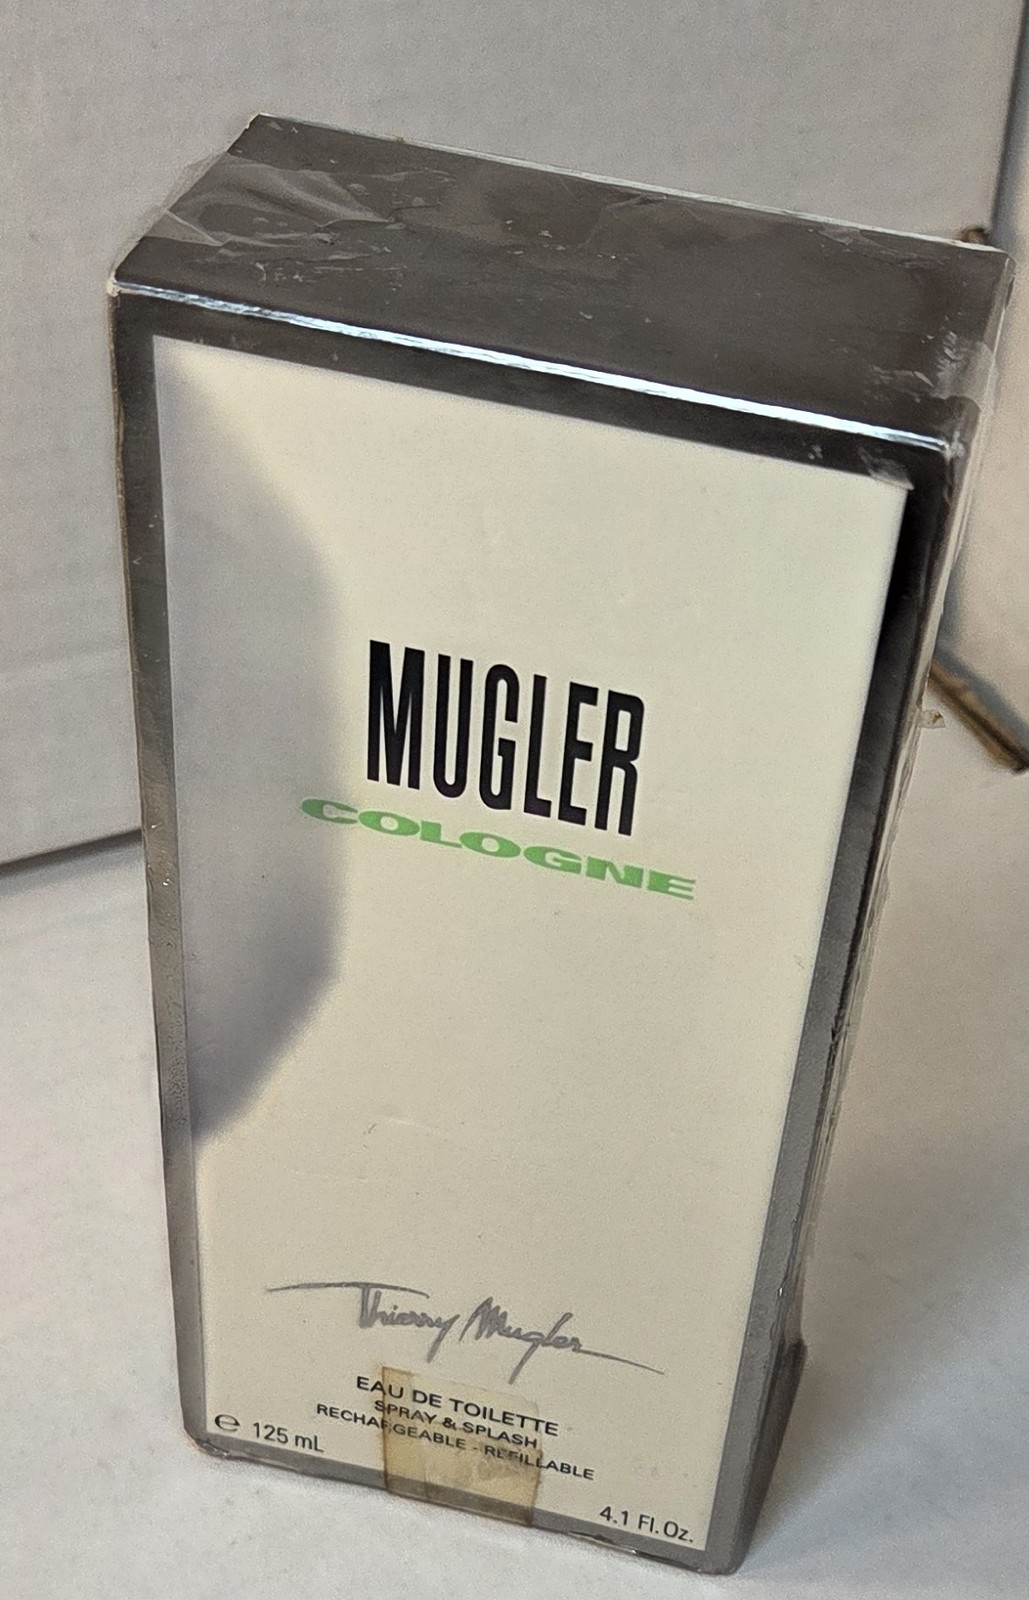 MUGLER
COLOGNE
Thierry Mugler
EAU DE TOILETTE
SPRAY & SPLASH
RECHARGEABLE - REFILLABLE
℮ 125 mL
4.1 Fl. Oz.